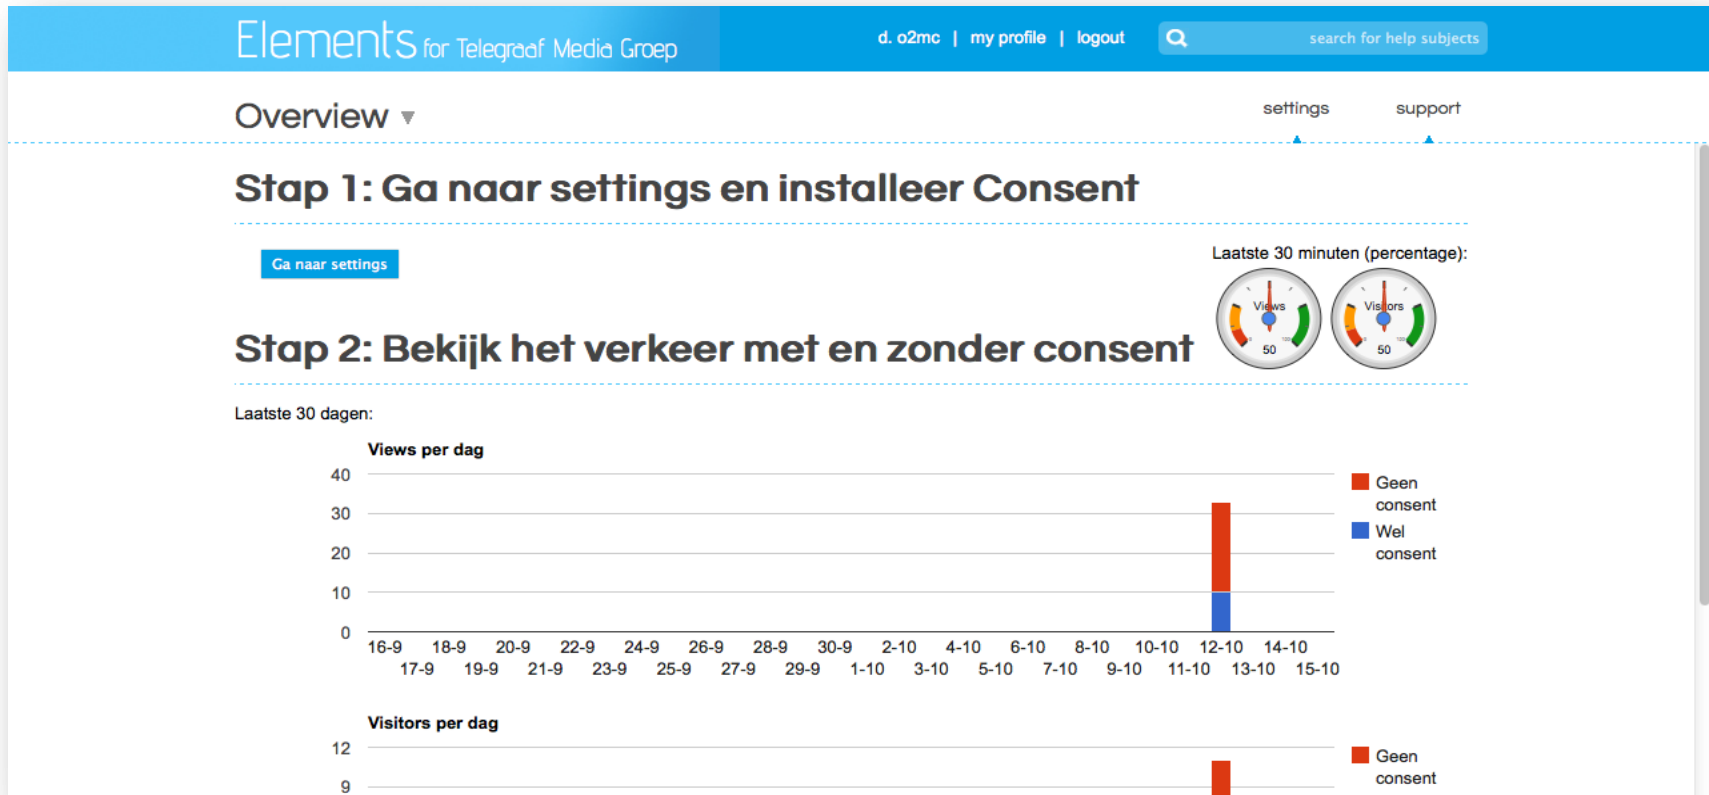 Elements for Telegraaf Media Groep
d. o2mc | my profile | logout
search for help subjects
Overview
settings
support
Stap 1: Ga naar settings en installeer Consent
Ga naar settings
Laatste 30 minuten (percentage):
Views
50
Visitors
50
Stap 2: Bekijk het verkeer met en zonder consent
Laatste 30 dagen:
Views per dag
40
30
20
10
0
16-9 18-9 20-9 22-9 24-9 26-9 28-9 30-9 2-10 4-10 6-10 8-10 10-10 12-10 14-10
17-9 19-9 21-9 23-9 25-9 27-9 29-9 1-10 3-10 5-10 7-10 9-10 11-10 13-10 15-10
Geen
consent
Wel
consent
Visitors per dag
12
9
Geen
consent